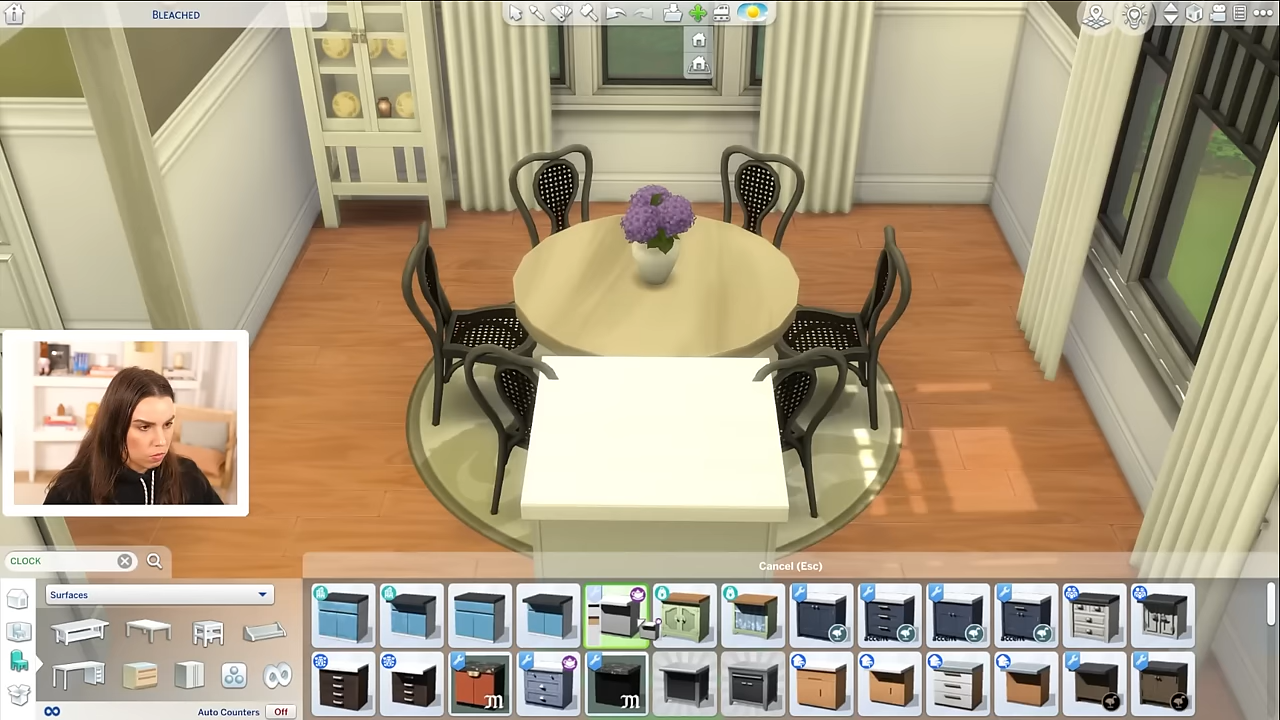 BLEACHED
CLOCK
Cancel (Esc)
Surfaces
m
m
Auto Counters Off